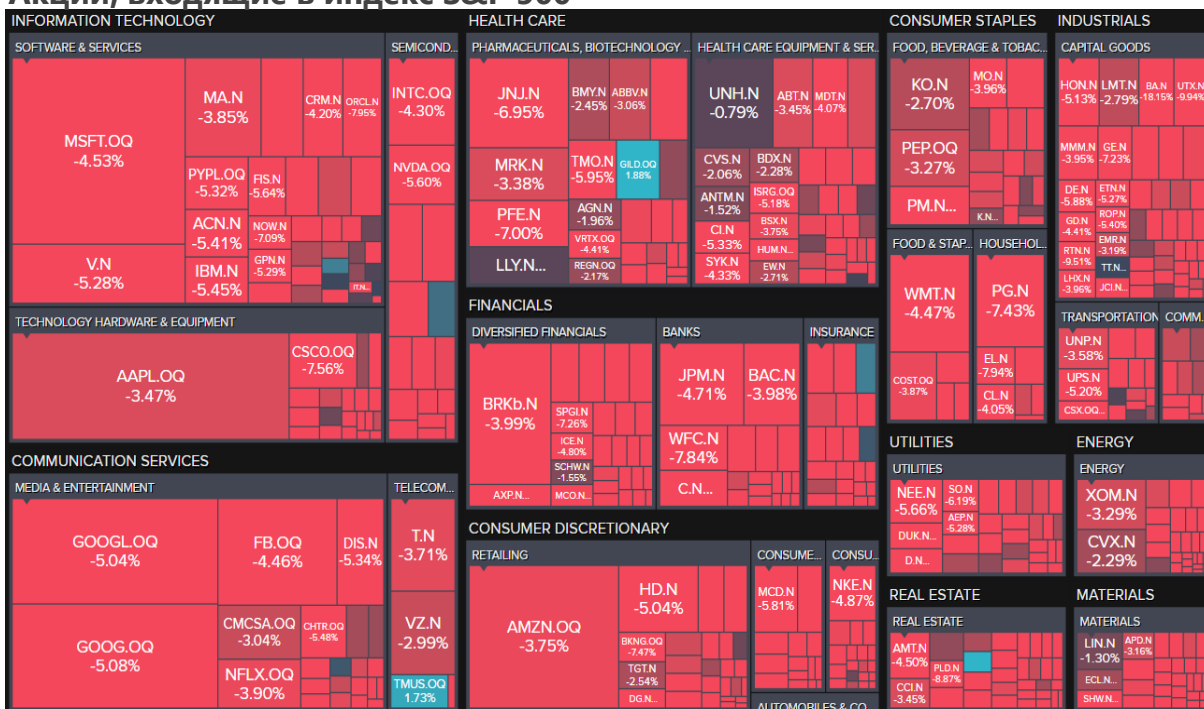 Акции, входящие в индекс S&P 500
INFORMATION TECHNOLOGY
SOFTWARE & SERVICES
MSFT.OQ
-4.53%
V.N
-5.28%
MA.N
-3.85%
CRM.N
-4.20%
ORCL.N
-7.95%
PYPL.OQ
-5.32%
FIS.N
-5.64%
ACN.N
-5.41%
NOW.N
-7.09%
IBM.N
-5.45%
GPN.N
-5.29%
IT.N...
SEMICOND...
INTC.OQ
-4.30%
NVDA.OQ
-5.60%
TECHNOLOGY HARDWARE & EQUIPMENT
AAPL.OQ
-3.47%
CSCO.OQ
-7.56%
COMMUNICATION SERVICES
MEDIA & ENTERTAINMENT
GOOGL.OQ
-5.04%
GOOG.OQ
-5.08%
FB.OQ
-4.46%
DIS.N
-5.34%
CMCSA.OQ
-3.04%
CHTR.OQ
-5.48%
NFLX.OQ
-3.90%
TELECOM...
T.N
-3.71%
VZ.N
-2.99%
TMUS.OQ
1.73%
HEALTH CARE
PHARMACEUTICALS, BIOTECHNOLOGY ...
JNJ.N
-6.95%
BMY.N
-2.45%
ABBV.N
-3.06%
MRK.N
-3.38%
TMO.N
-5.95%
GILD.OQ
1.88%
PFE.N
-7.00%
AGN.N
-1.96%
VRTX.OQ
-4.41%
LLY.N...
REGN.OQ
-2.17%
HEALTH CARE EQUIPMENT & SER...
UNH.N
-0.79%
ABT.N
-3.45%
MDT.N
-4.07%
CVS.N
-2.06%
BDX.N
-2.28%
ANTM.N
-1.52%
ISRG.OQ
-5.18%
CI.N
-5.33%
BSX.N
-3.75%
HUM.N...
SYK.N
-4.33%
EW.N
-2.71%
FINANCIALS
DIVERSIFIED FINANCIALS
BRKb.N
-3.99%
SPGI.N
-7.26%
ICE.N
-4.80%
SCHW.N
-1.55%
AXP.N...
MCO.N...
BANKS
JPM.N
-4.71%
BAC.N
-3.98%
WFC.N
-7.84%
C.N...
INSURANCE
CONSUMER DISCRETIONARY
RETAILING
AMZN.OQ
-3.75%
HD.N
-5.04%
BKNG.OQ
-7.47%
TGT.N
-2.54%
DG.N...
CONSUME...
MCD.N
-5.81%
CONSU...
NKE.N
-4.87%
AUTOMOBILES & CO...
CONSUMER STAPLES
FOOD, BEVERAGE & TOBAC...
KO.N
-2.70%
MO.N
-3.96%
PEP.OQ
-3.27%
PM.N...
K.N...
FOOD & STAP...
WMT.N
-4.47%
COST.OQ
-3.87%
HOUSEHOL...
PG.N
-7.43%
EL.N
-7.94%
CL.N
-4.05%
INDUSTRIALS
CAPITAL GOODS
HON.N
-5.13%
LMT.N
-2.79%
BA.N
-18.15%
UTX.N
-9.94%
MMM.N
-3.95%
GE.N
-7.23%
DE.N
-5.88%
ETN.N
-5.27%
GD.N
-4.41%
ROP.N
-5.40%
RTN.N
-9.51%
EMR.N
-3.19%
TT.N...
LHX.N
-3.96%
JCI.N...
TRANSPORTATION
UNP.N
-3.58%
UPS.N
-5.20%
CSX.OQ...
COMM...
UTILITIES
UTILITIES
NEE.N
-5.66%
SO.N
-6.19%
AEP.N
-5.28%
DUK.N...
D.N...
ENERGY
ENERGY
XOM.N
-3.29%
CVX.N
-2.29%
REAL ESTATE
REAL ESTATE
AMT.N
-4.50%
PLD.N
-8.87%
CCI.N
-3.45%
MATERIALS
MATERIALS
LIN.N
-1.30%
APD.N
-3.16%
ECL.N...
SHW.N...